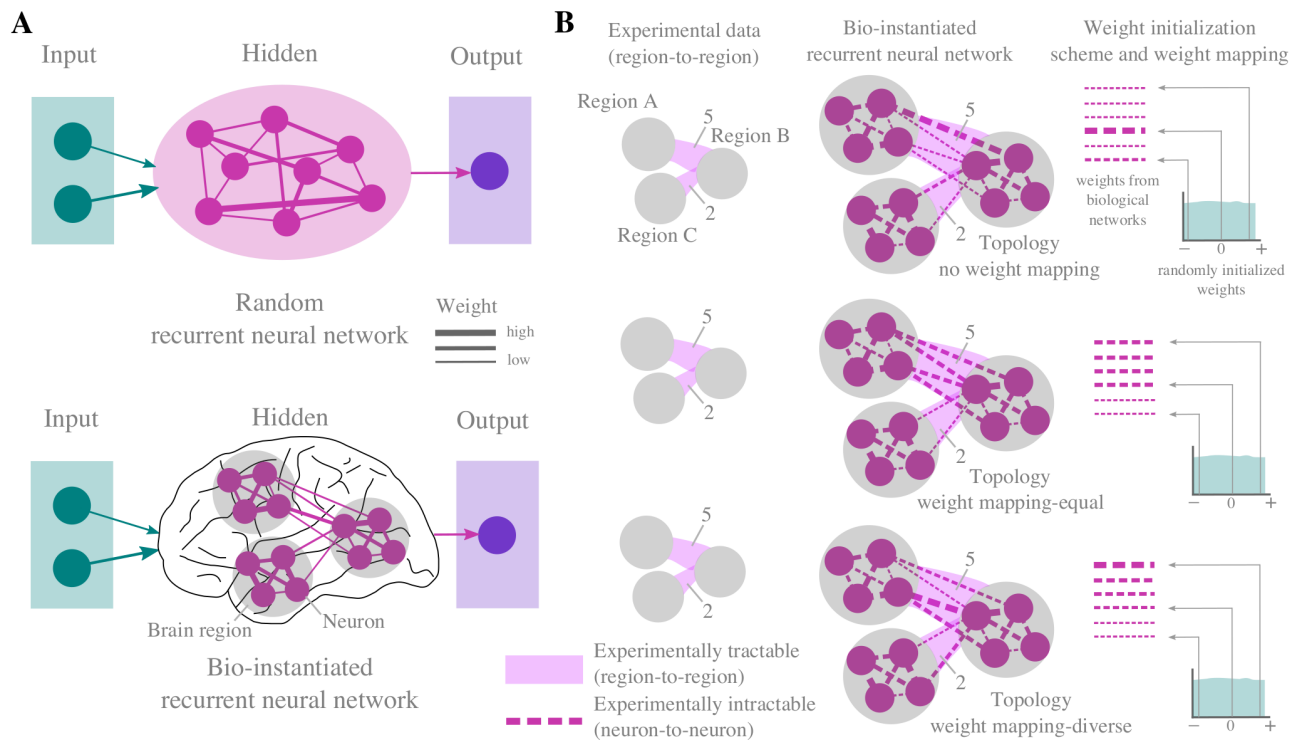 A
Input
Hidden
Output
Random
recurrent neural network
Weight
high
low
Input
Hidden
Output
Brain region
Neuron
Bio-instantiated
recurrent neural network
B
Experimental data
(region-to-region)
Bio-instantiated
recurrent neural network
Weight initialization
scheme and weight mapping
Region A
5
Region B
2
Region C
5
2
Topology
no weight mapping
weights from
biological
networks
− 0 +
randomly initialized
weights
5
2
5
2
Topology
weight mapping-equal
− 0 +
5
2
5
2
Topology
weight mapping-diverse
− 0 +
Experimentally tractable
(region-to-region)
Experimentally intractable
(neuron-to-neuron)